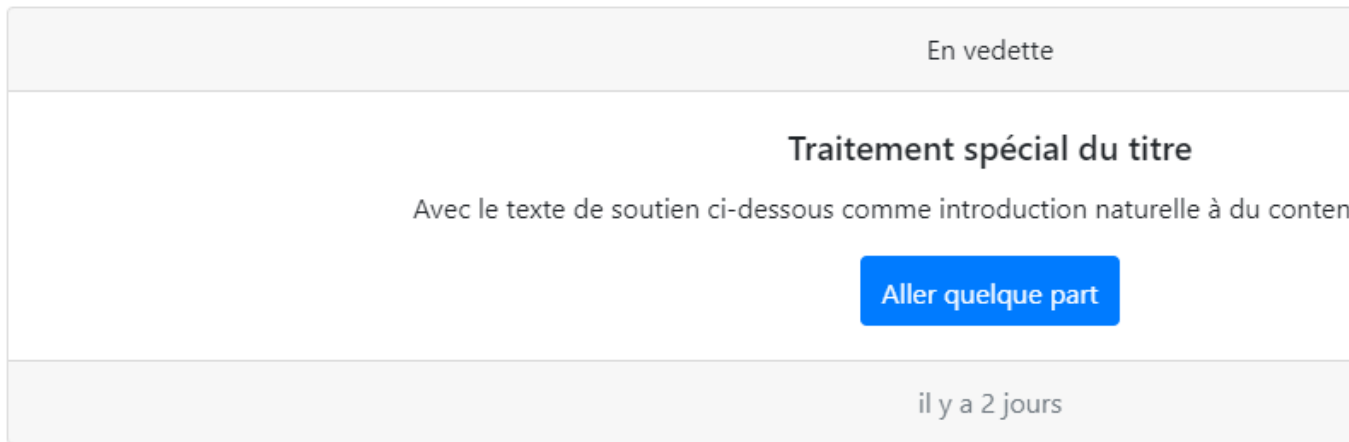 En vedette
Traitement spécial du titre
Avec le texte de soutien ci-dessous comme introduction naturelle à du conten
Aller quelque part
il y a 2 jours